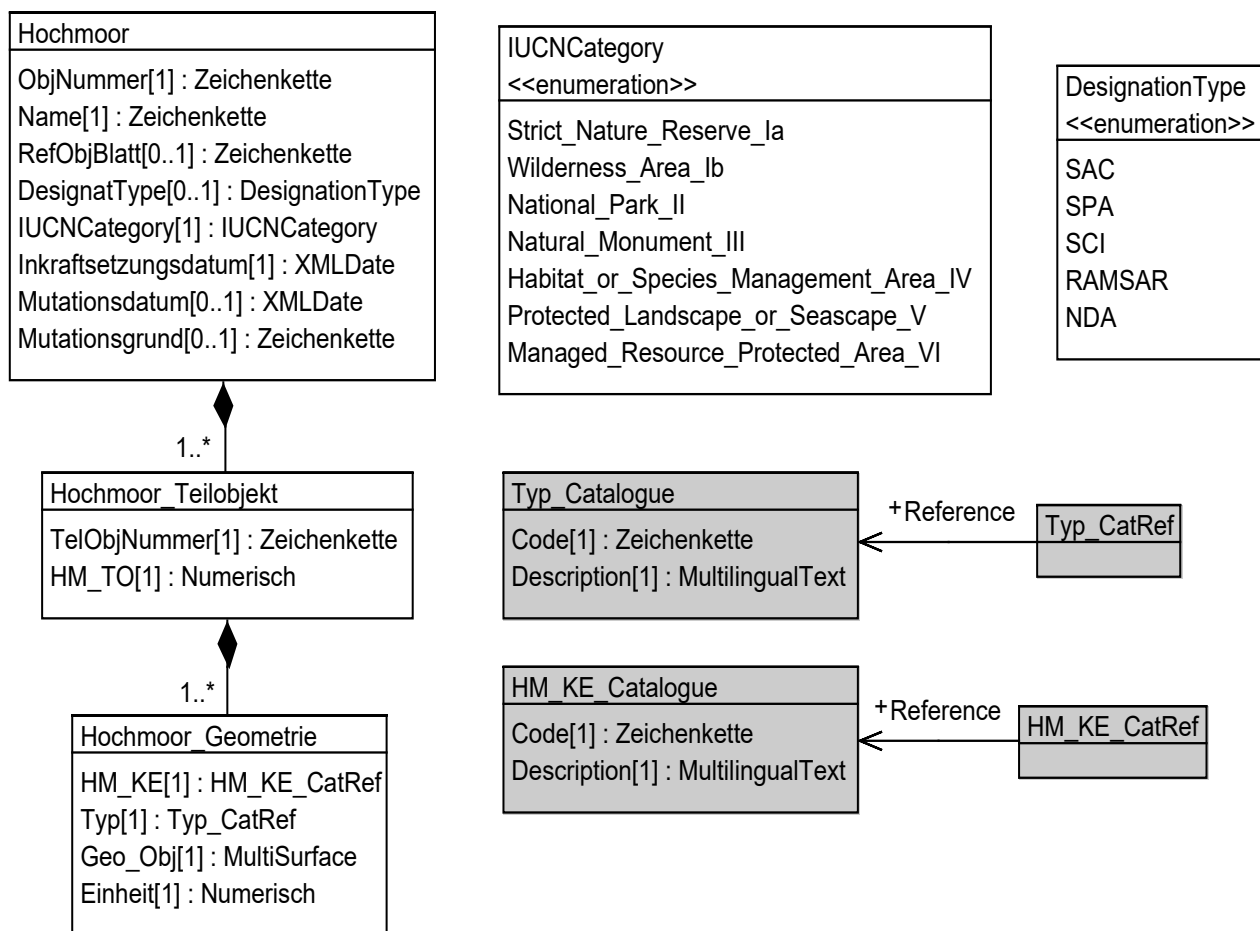 Hochmoor
ObjNummer[1] : Zeichenkette
Name[1] : Zeichenkette
RefObjBlatt[0..1] : Zeichenkette
DesignatType[0..1] : DesignationType
IUCNCategory[1] : IUCNCategory
Inkraftsetzungsdatum[1] : XMLDate
Mutationsdatum[0..1] : XMLDate
Mutationsgrund[0..1] : Zeichenkette
1..*
Hochmoor_Teilobjekt
TelObjNummer[1] : Zeichenkette
HM_TO[1] : Numerisch
1..*
Hochmoor_Geometrie
HM_KE[1] : HM_KE_CatRef
Typ[1] : Typ_CatRef
Geo_Obj[1] : MultiSurface
Einheit[1] : Numerisch
IUCNCategory
<<enumeration>>
Strict_Nature_Reserve_Ia
Wilderness_Area_Ib
National_Park_II
Natural_Monument_III
Habitat_or_Species_Management_Area_IV
Protected_Landscape_or_Seascape_V
Managed_Resource_Protected_Area_VI
DesignationType
<<enumeration>>
SAC
SPA
SCI
RAMSAR
NDA
Typ_Catalogue
Code[1] : Zeichenkette
Description[1] : MultilingualText
+Reference
Typ_CatRef
HM_KE_Catalogue
Code[1] : Zeichenkette
Description[1] : MultilingualText
+Reference
HM_KE_CatRef